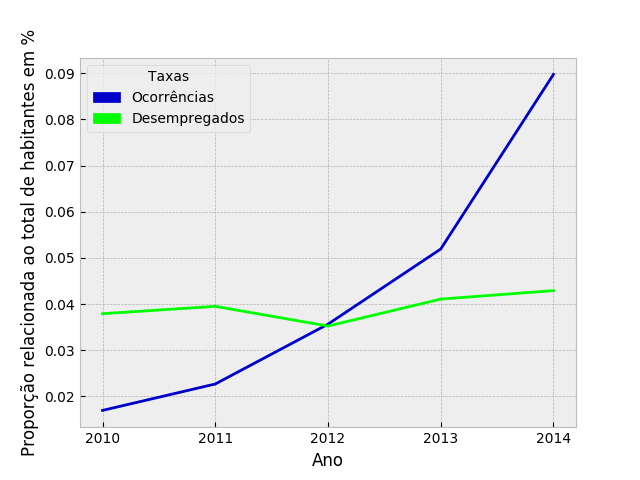 Proporção relacionada ao total de habitantes em %
0.09
0.08
0.07
0.06
0.05
0.04
0.03
0.02
Taxas
Ocorrências
Desempregados
2010 2011 2012 2013 2014
Ano